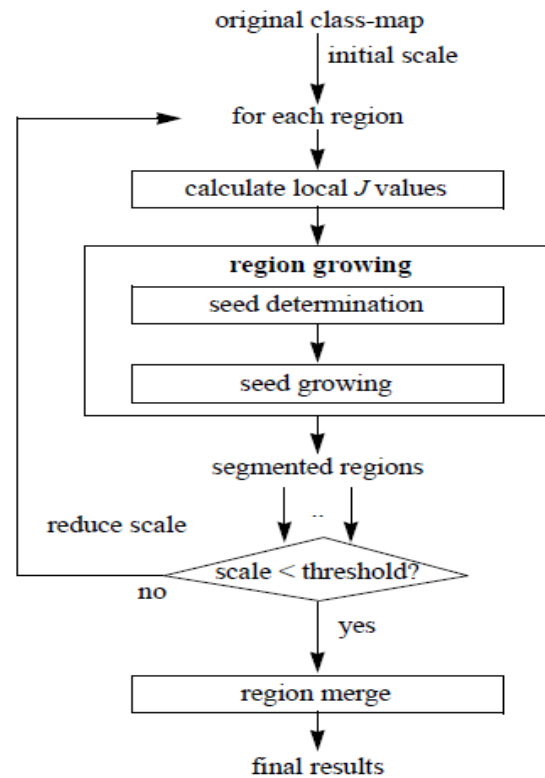 original class-map
initial scale
for each region
calculate local J values
region growing
seed determination
seed growing
segmented regions
..
reduce scale
scale < threshold?
no
yes
region merge
final results